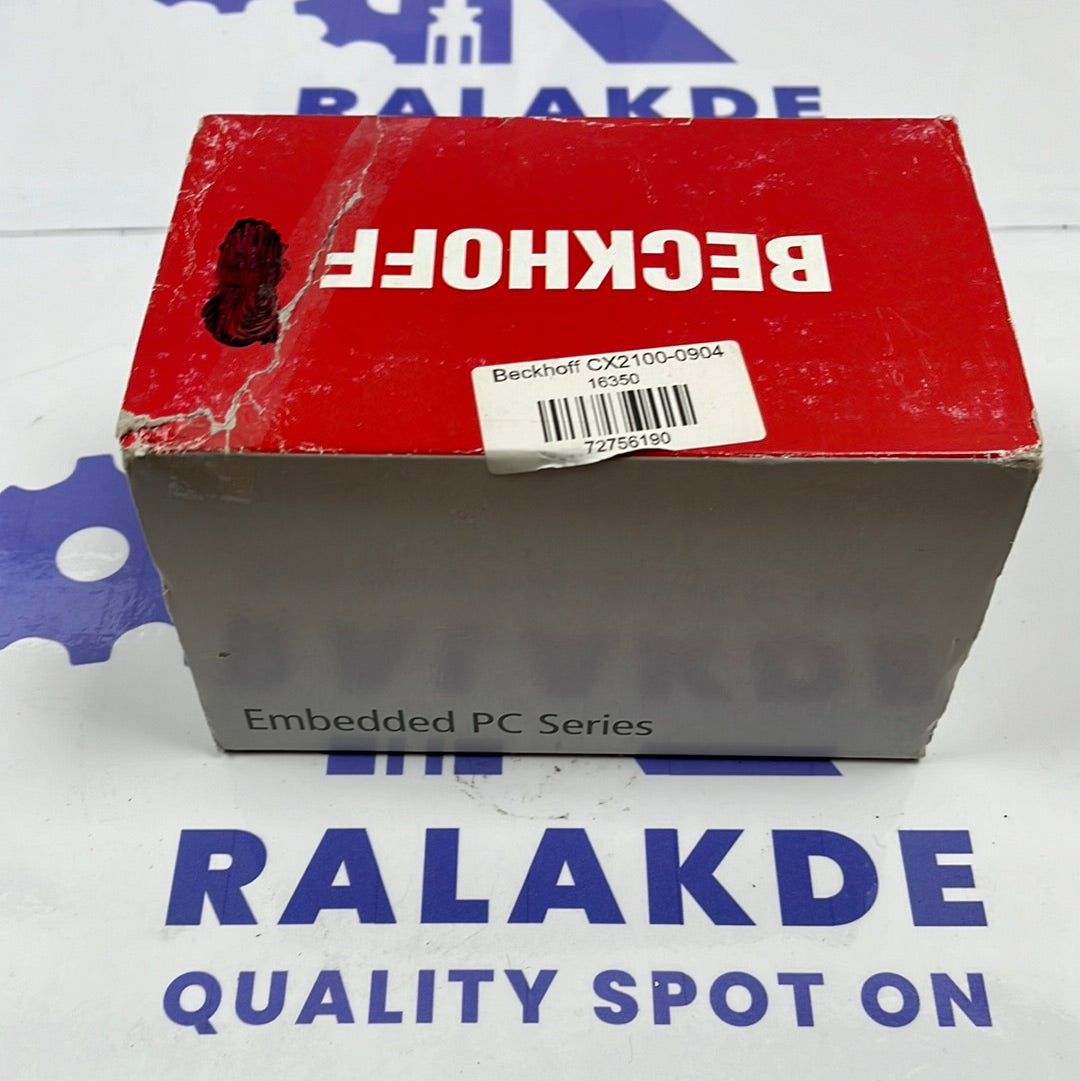 RALAKDE
BECKHOFF
Beckhoff CX2100-0904
16350
72756190
Embedded PC Series
RALAKDE
QUALITY SPOT ON